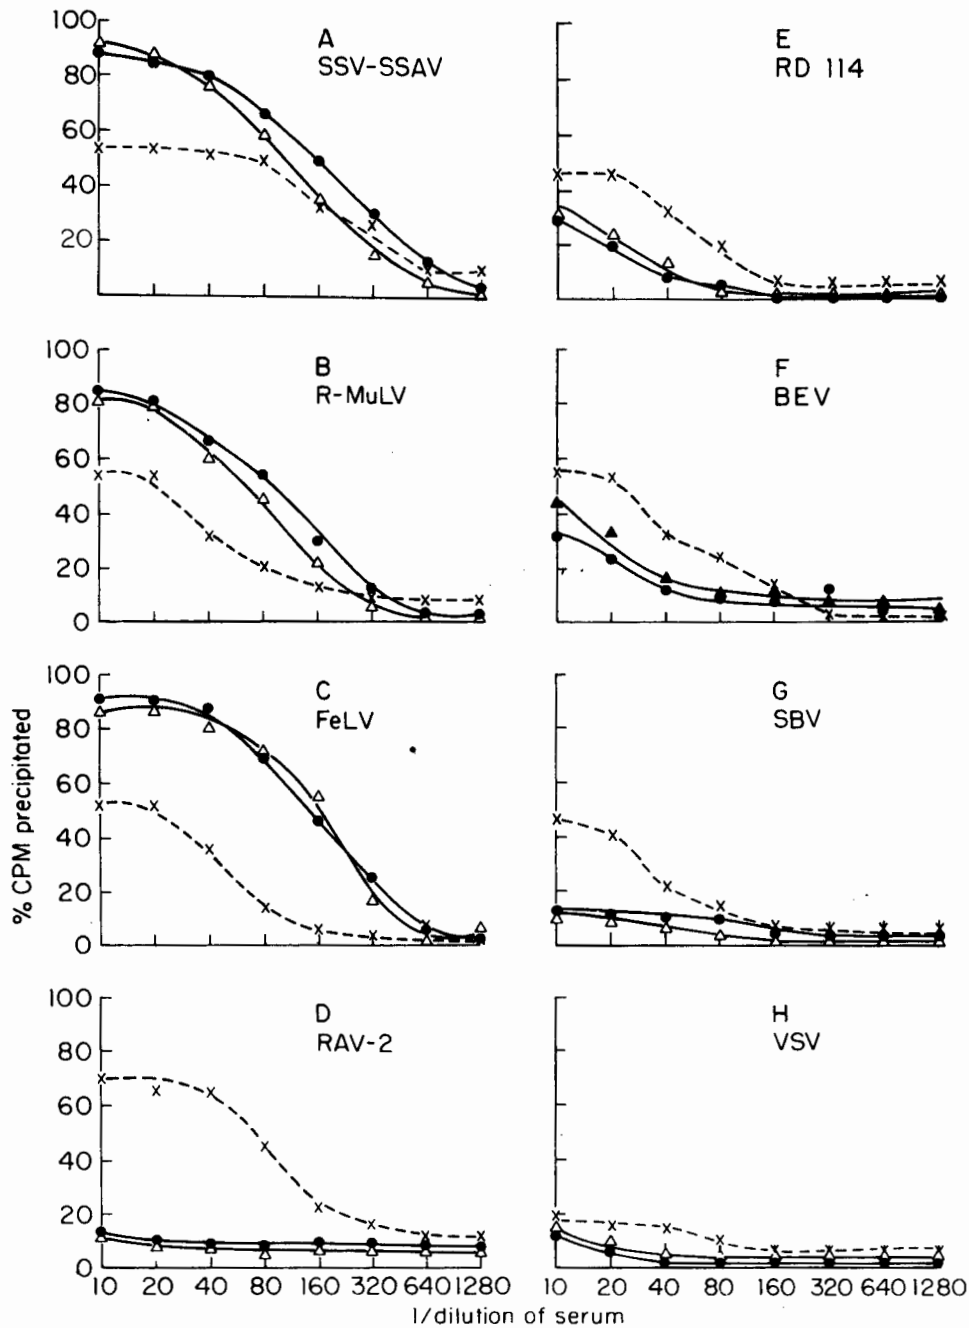 A
SSV-SSAV
100
80
60
40
20
E
RD 114
B
R-MuLV
100
80
60
40
20
0
F
BEV
C
FeLV
100
80
60
40
20
0
G
SBV
D
RAV-2
100
80
60
40
20
0
10 20 40 80 160 320 640 1280
H
VSV
10 20 40 80 160 320 640 1280
% CPM precipitated
1/dilution of serum